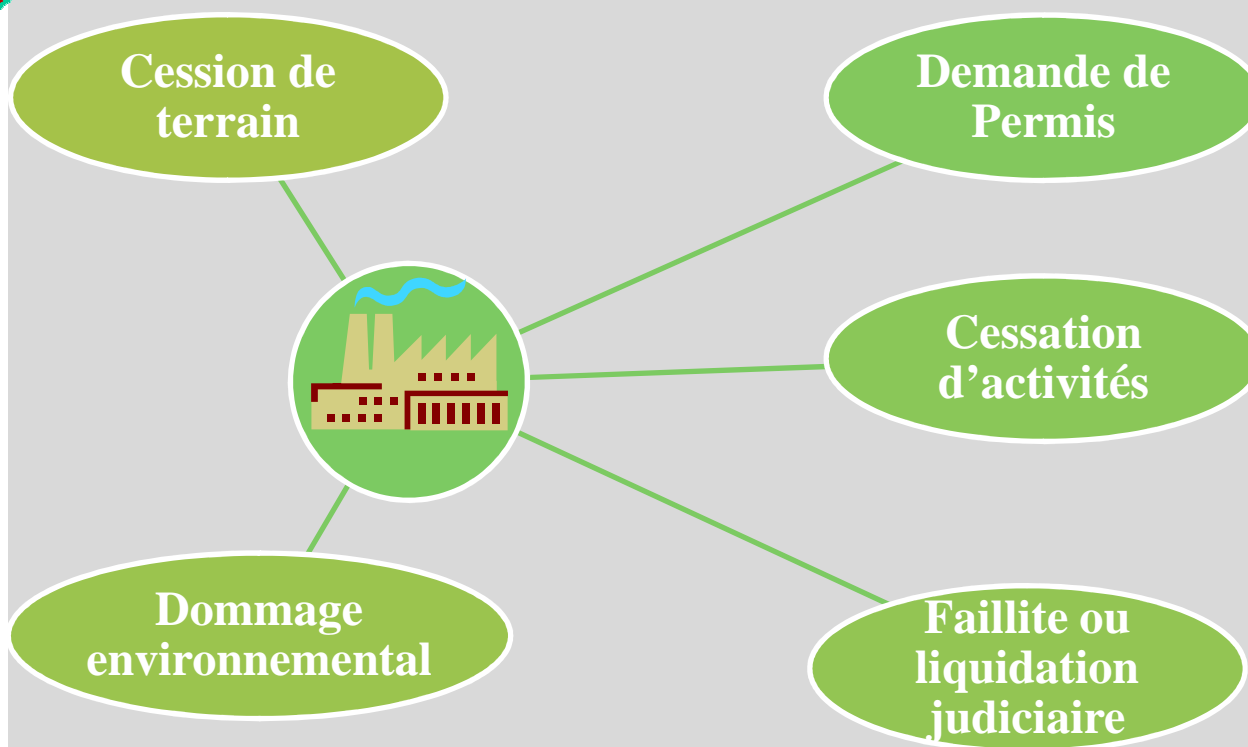 Cession de
terrain
Demande de
Permis
Cessation
d’activités
Dommage
environnemental
Faillite ou
liquidation
judiciaire